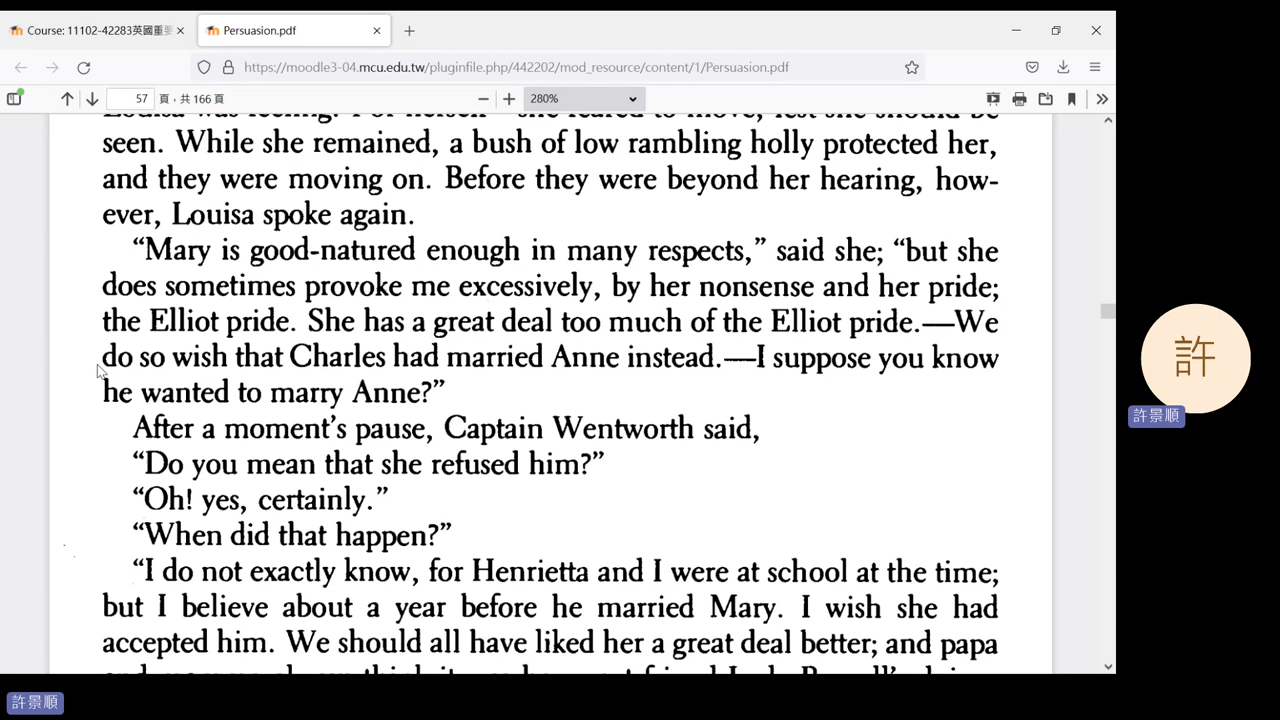 Course: 11102-42283英國重要
Persuasion.pdf
https://moodle3-04.mcu.edu.tw/pluginfile.php/442202/mod_resource/content/1/Persuasion.pdf
57 頁，共 166 頁
280%
seen. While she remained, a bush of low rambling holly protected her,
and they were moving on. Before they were beyond her hearing, how-
ever, Louisa spoke again.
“Mary is good-natured enough in many respects,” said she; “but she
does sometimes provoke me excessively, by her nonsense and her pride;
the Elliot pride. She has a great deal too much of the Elliot pride.—We
do so wish that Charles had married Anne instead.—I suppose you know
he wanted to marry Anne?”
After a moment’s pause, Captain Wentworth said,
“Do you mean that she refused him?”
“Oh! yes, certainly.”
“When did that happen?”
“I do not exactly know, for Henrietta and I were at school at the time;
but I believe about a year before he married Mary. I wish she had
accepted him. We should all have liked her a great deal better; and papa
許
許景順
許景順